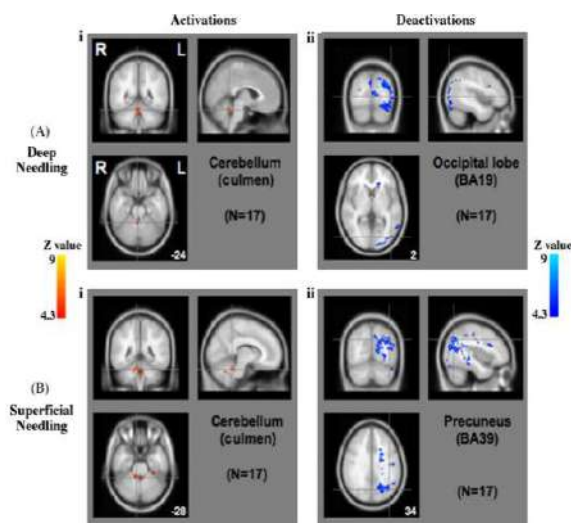 Activations
Deactivations
i
ii
R L
(A)
Deep
Needling
R L
Cerebellum
(culmen)
(N=17)
-24
Occipital lobe
(BA19)
(N=17)
2
Z value
9
4.3
Z value
9
4.3
i
ii
(B)
Superficial
Needling
Cerebellum
(culmen)
(N=17)
-28
Precuneus
(BA39)
(N=17)
34